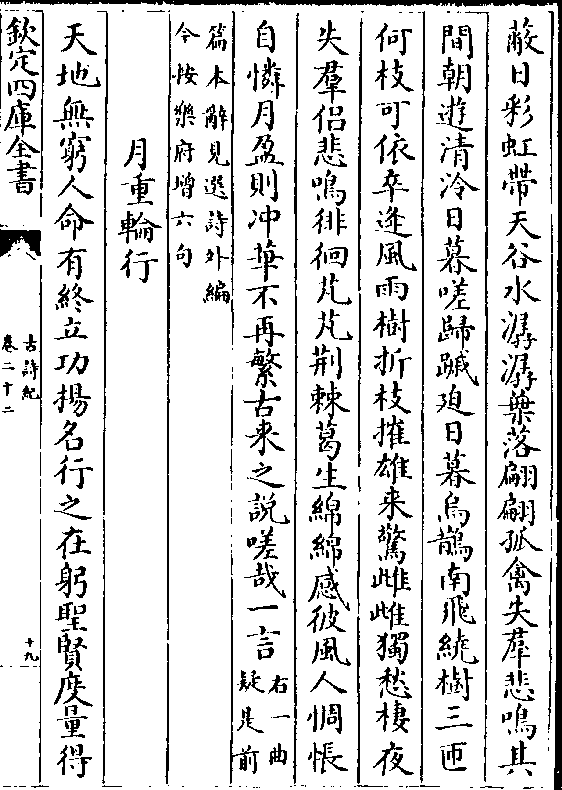 蔽日彩虹帶天谷水潺潺葉落翩翩孤禽失羣悲鳴其
間朝遊清冷日暮嗟歸蹴迫日暮烏鵲南飛繞樹三匝
何枝可依卒逢風雨樹折枝摧雄来驚雌雌獨愁棲夜
失羣侣悲鳴徘徊芃芃荆棘葛生綿綿感彼風人惆悵
自憐月盈則冲華不再繁古来之説嗟哉一言右一曲疑是前
篇本辭見選詩外編
今按樂府增六句
月重輪行
天地無窮人命有終立功揚名行之在躬聖賢度量得
欽定四庫全書
古詩紀
卷二十二
十九